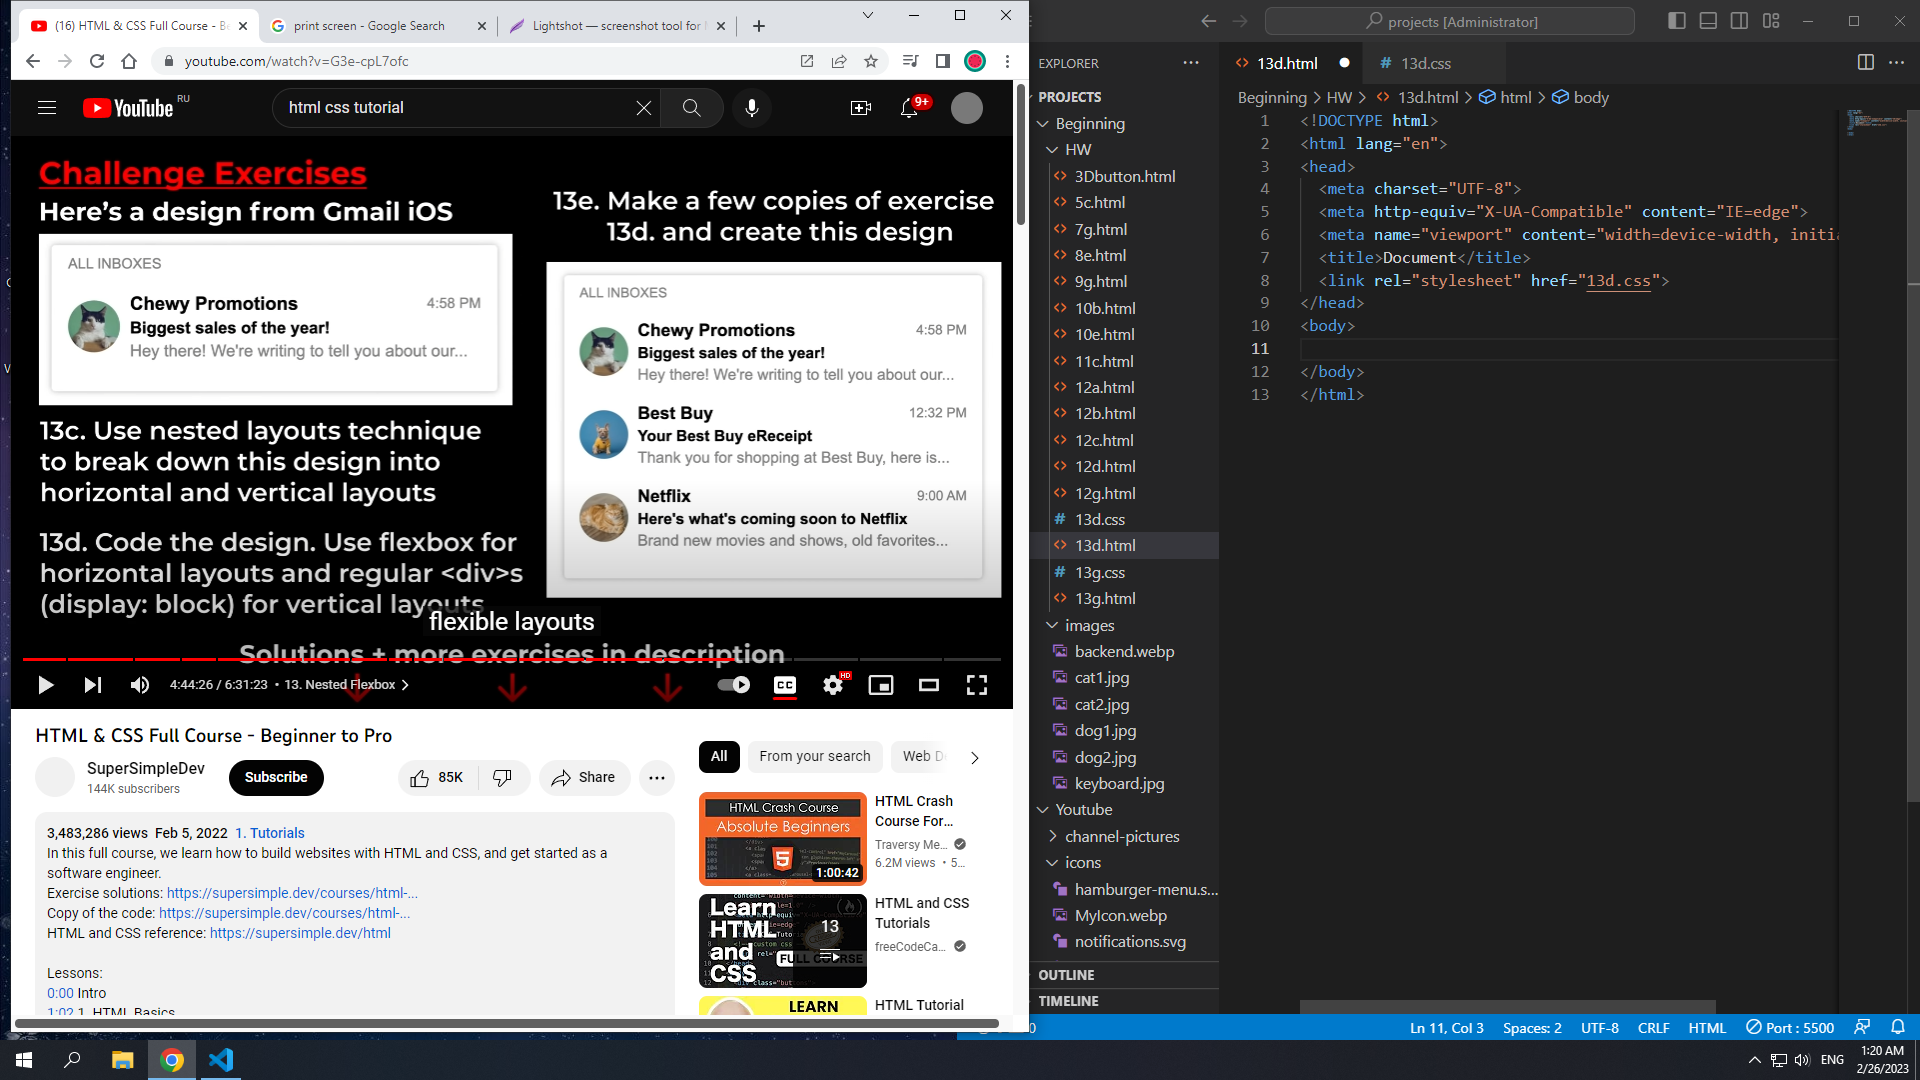 (16) HTML & CSS Full Course - Be
print screen - Google Search
Lightshot — screenshot tool for
youtube.com/watch?v=G3e-cpL7ofc
YouTube RU
html css tutorial
9+
Challenge Exercises
Here's a design from Gmail iOS
ALL INBOXES
Chewy Promotions 4:58 PM
Biggest sales of the year!
Hey there! We're writing to tell you about our...
13c. Use nested layouts technique
to break down this design into
horizontal and vertical layouts
13d. Code the design. Use flexbox for
horizontal layouts and regular <div>s
(display: block) for vertical layouts
13e. Make a few copies of exercise
13d. and create this design
ALL INBOXES
Chewy Promotions 4:58 PM
Biggest sales of the year!
Hey there! We're writing to tell you about our...
Best Buy 12:32 PM
Your Best Buy eReceipt
Thank you for shopping at Best Buy, here is...
Netflix 9:00 AM
Here's what's coming soon to Netflix
Brand new movies and shows, old favorites...
flexible layouts
Solutions + more exercises in description
4:44:26 / 6:31:23 • 13. Nested Flexbox
CC
HD
HTML & CSS Full Course - Beginner to Pro
SuperSimpleDev
144K subscribers
Subscribe
85K
Share
3,483,286 views Feb 5, 2022 1. Tutorials
In this full course, we learn how to build websites with HTML and CSS, and get started as a
software engineer.
Exercise solutions: https://supersimple.dev/courses/html-...
Copy of the code: https://supersimple.dev/courses/html-...
HTML and CSS reference: https://supersimple.dev/html
Lessons:
0:00 Intro
1:02 1. HTML Basics
All
From your search
Web D
HTML Crash Course
Absolute Beginners
5
1:00:42
HTML Crash
Course For...
Traversy Me...
6.2M views • 5...
Learn
HTML
and
CSS
FULL COURSE
13
HTML and CSS
Tutorials
freeCodeCa...
LEARN
HTML Tutorial
projects [Administrator]
EXPLORER
PROJECTS
Beginning
HW
3Dbutton.html
5c.html
7g.html
8e.html
9g.html
10b.html
10e.html
11c.html
12a.html
12b.html
12c.html
12d.html
12g.html
13d.css
13d.html
13g.css
13g.html
images
backend.webp
cat1.jpg
cat2.jpg
dog1.jpg
dog2.jpg
keyboard.jpg
Youtube
channel-pictures
icons
hamburger-menu.s...
MyIcon.webp
notifications.svg
OUTLINE
TIMELINE
13d.html
13d.css
Beginning > HW > 13d.html > html > body
1 <!DOCTYPE html>
2 <html lang="en">
3 <head>
4 <meta charset="UTF-8">
5 <meta http-equiv="X-UA-Compatible" content="IE=edge">
6 <meta name="viewport" content="width=device-width, initia
7 <title>Document</title>
8 <link rel="stylesheet" href="13d.css">
9 </head>
10 <body>
11
12 </body>
13 </html>
Ln 11, Col 3
Spaces: 2
UTF-8
CRLF
HTML
Port : 5500
ENG
1:20 AM
2/26/2023